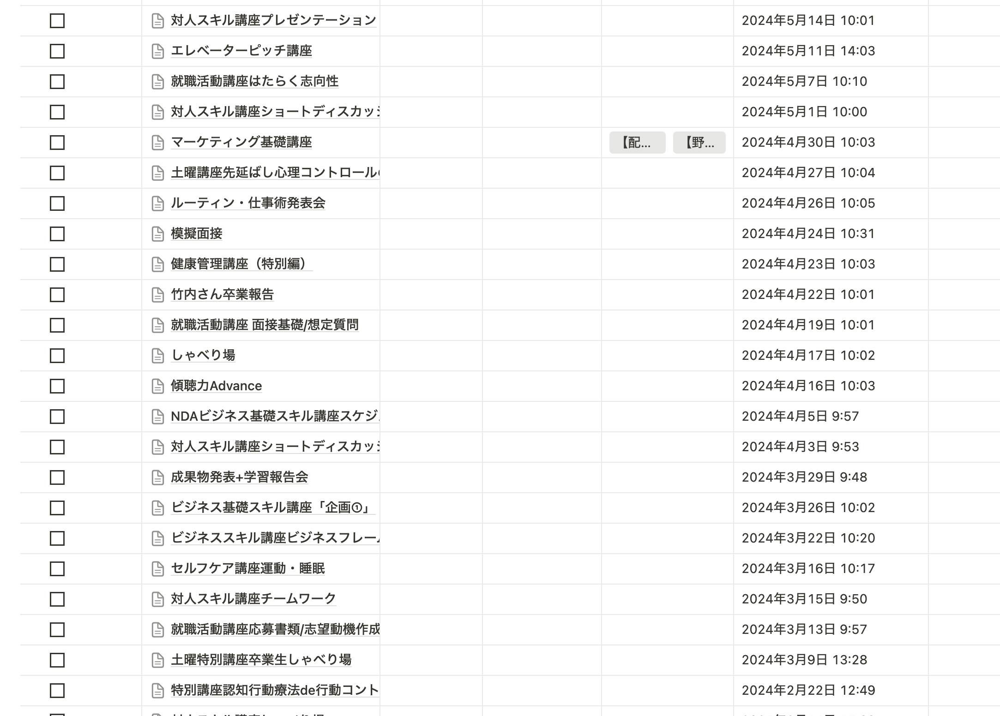 対人スキル講座プレゼンテーション 2024年5月14日 10:01
エレベーターピッチ講座 2024年5月11日 14:03
就職活動講座はたらく志向性 2024年5月7日 10:10
対人スキル講座ショートディスカッシ 2024年5月1日 10:00
マーケティング基礎講座 【配... 【野... 2024年4月30日 10:03
土曜講座先延ばし心理コントロール 2024年4月27日 10:04
ルーティン・仕事術発表会 2024年4月26日 10:05
模擬面接 2024年4月24日 10:31
健康管理講座（特別編） 2024年4月23日 10:03
竹内さん卒業報告 2024年4月22日 10:01
就職活動講座 面接基礎/想定質問 2024年4月19日 10:01
しゃべり場 2024年4月17日 10:02
傾聴力Advance 2024年4月16日 10:03
NDAビジネス基礎スキル講座スケジ 2024年4月5日 9:57
対人スキル講座ショートディスカッシ 2024年4月3日 9:53
成果物発表+学習報告会 2024年3月29日 9:48
ビジネス基礎スキル講座「企画①」 2024年3月26日 10:02
ビジネススキル講座ビジネスフレー 2024年3月22日 10:20
セルフケア講座運動・睡眠 2024年3月16日 10:17
対人スキル講座チームワーク 2024年3月15日 9:50
就職活動講座応募書類/志望動機作成 2024年3月13日 9:57
土曜特別講座卒業生しゃべり場 2024年3月9日 13:28
特別講座認知行動療法de行動コント 2024年2月22日 12:49